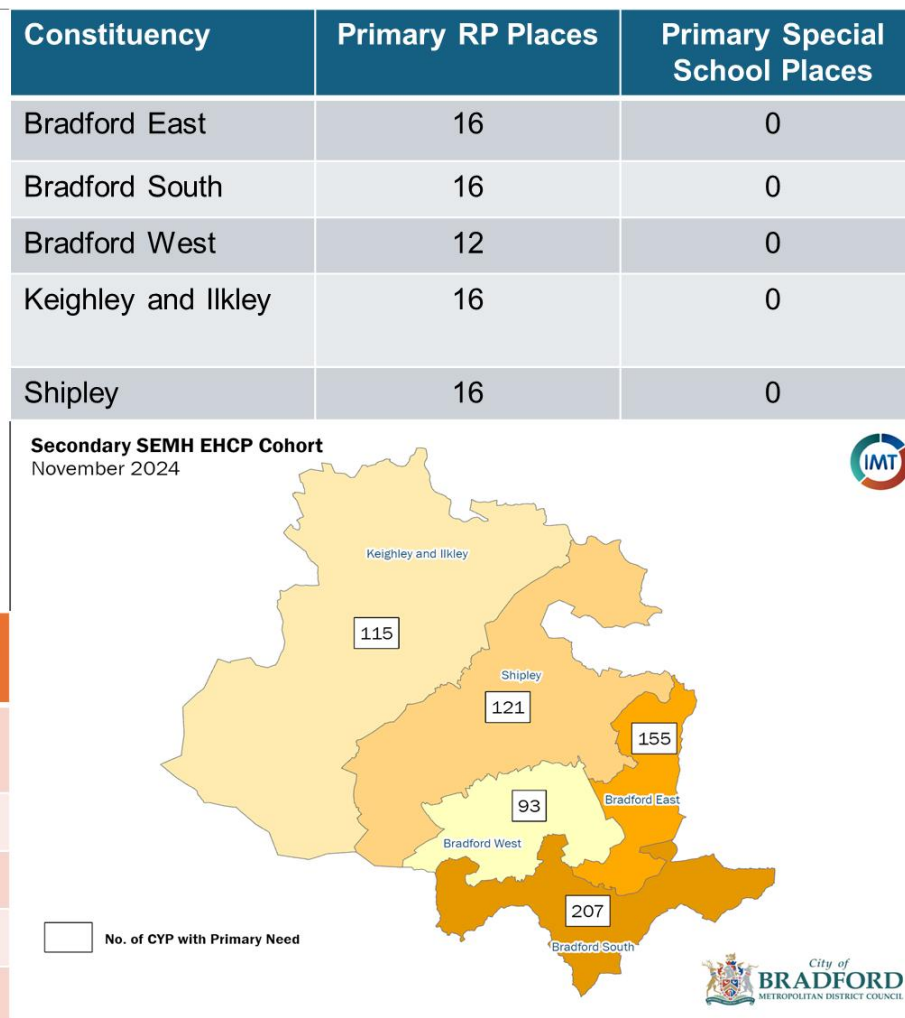 Constituency Primary RP Places Primary Special School Places
Bradford East 16 0
Bradford South 16 0
Bradford West 12 0
Keighley and Ilkley 16 0
Shipley 16 0
Secondary SEMH EHCP Cohort
November 2024
IMT
Keighley and Ilkley
115
Shipley
121
155
Bradford East
93
Bradford West
207
Bradford South
No. of CYP with Primary Need
City of
BRADFORD
METROPOLITAN DISTRICT COUNCIL